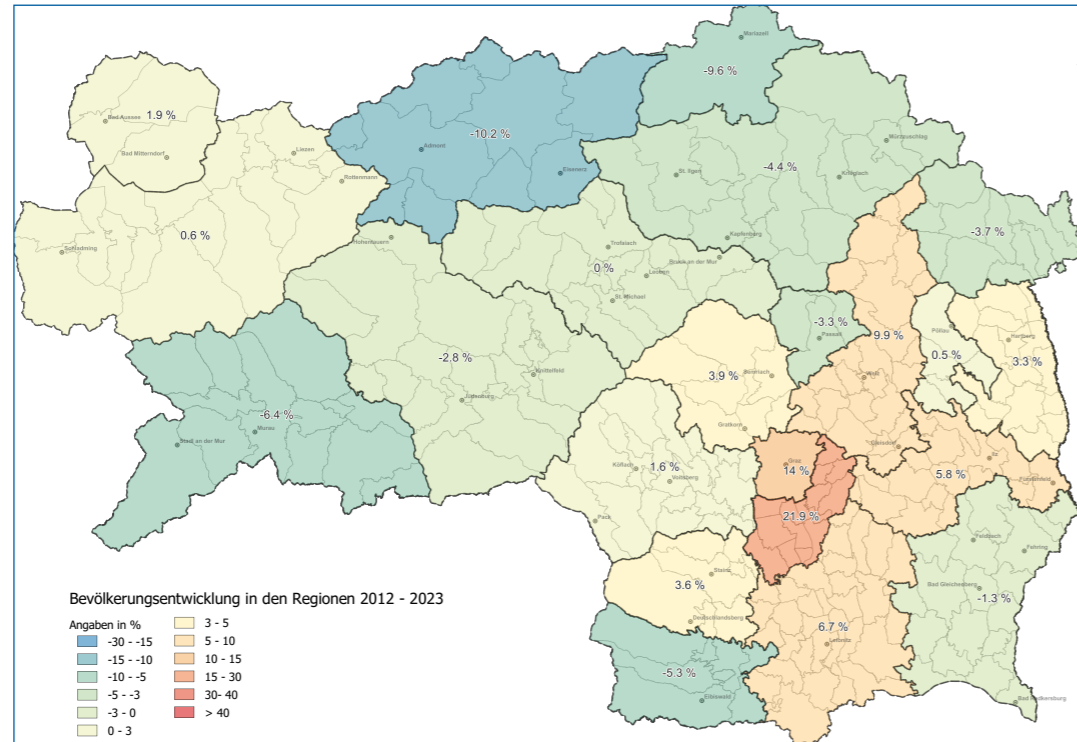 Mariazell
-9.6 %
Bad Aussee
1.9 %
-10.2 %
Mürzzuschlag
Admont
Liezen
Bad Mitterndorf
-4.4 %
Eisenerz
St. Ilgen
Krieglach
Rottenmann
0.6 %
Hohentauern
Kapfenberg
-3.7 %
Schladming
Trofaiach
Bruck an der Mur
0 %
Leoben
St. Michael
-3.3 %
Passail
9.9 %
Pöllau
0.5 %
Hartberg
3.3 %
-2.8 %
Knittelfeld
3.9 %
Weiz
Judenburg
-6.4 %
Murau
Stadl an der Mur
Gratkorn
Gleisdorf
Ilz
Graz
14 %
Köflach
1.6 %
Voitsberg
5.8 %
Fürstenfeld
Pack
21.9 %
Feldbach
Fehring
Stainz
3.6 %
Bad Gleichenberg
-1.3 %
Deutschlandsberg
6.7 %
Leibnitz
-5.3 %
Eibiswald
Bad Radkersburg
Bevölkerungsentwicklung in den Regionen 2012 - 2023
Angaben in %
-30 - -15
-15 - -10
-10 - -5
-5 - -3
-3 - 0
0 - 3
3 - 5
5 - 10
10 - 15
15 - 30
30- 40
> 40